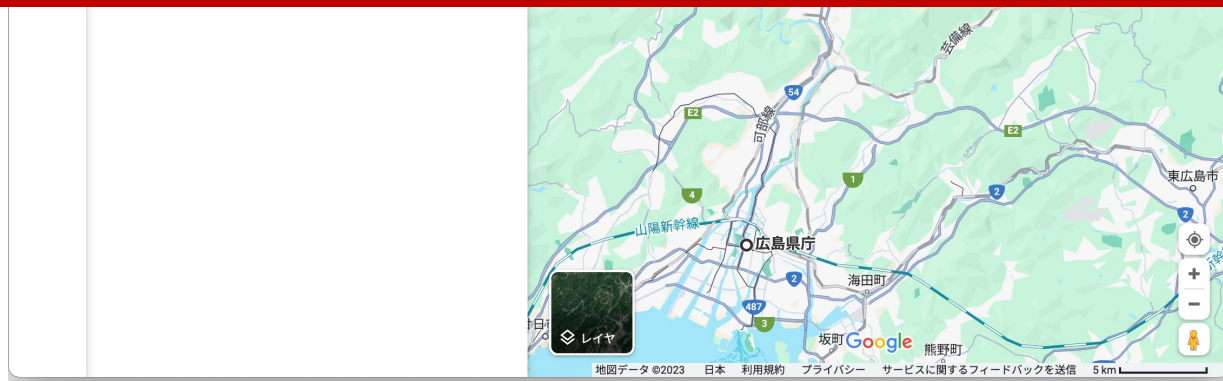 芸備線
54
可部線
E2
E2
東広島市
1
2
4
2
山陽新幹線
広島県庁
海田町
2
487
3
レイヤ
坂町
Google
熊野町
地図データ ©2023 日本 利用規約 プライバシー サービスに関するフィードバックを送信 5 km